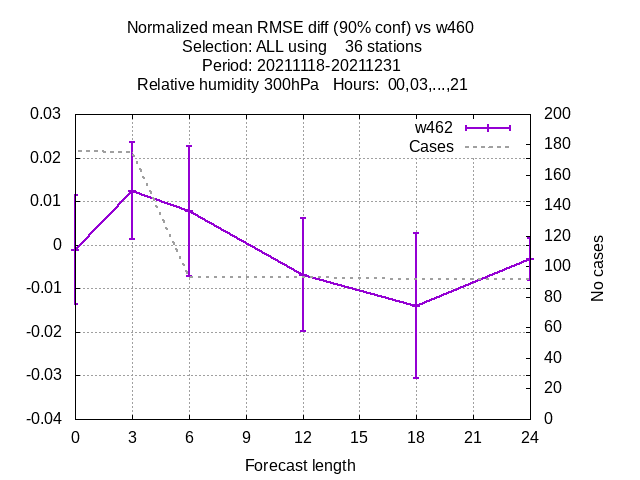 Normalized mean RMSE diff (90% conf) vs w460
Selection: ALL using    36 stations
Period: 20211118-20211231
Relative humidity 300hPa   Hours:  00,03,...,21
w462
Cases
0.03
0.02
0.01
0
-0.01
-0.02
-0.03
-0.04
200
180
160
140
120
100
80
60
40
20
0
No cases
0 3 6 9 12 15 18 21 24
Forecast length